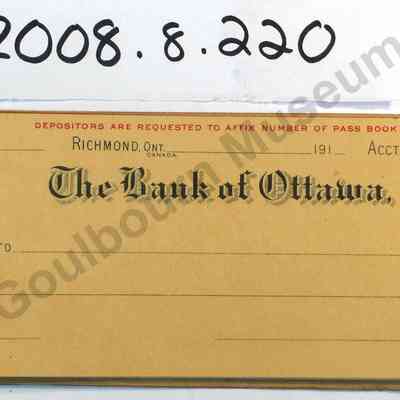 2008.8.220
DEPOSITORS ARE REQUESTED TO AFFIX NUMBER OF PASS BOOK
RICHMOND, ONT. 191 ACCT
CANADA.
The Bank of Ottawa.
TO
Goulbourn Museum